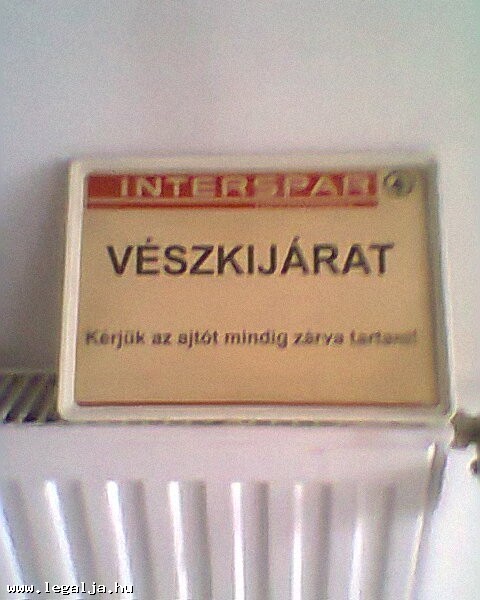 INTERSPAR
VÉSZKIJÁRAT
Kérjük az ajtót mindig zárva tartani!
www.legalja.hu